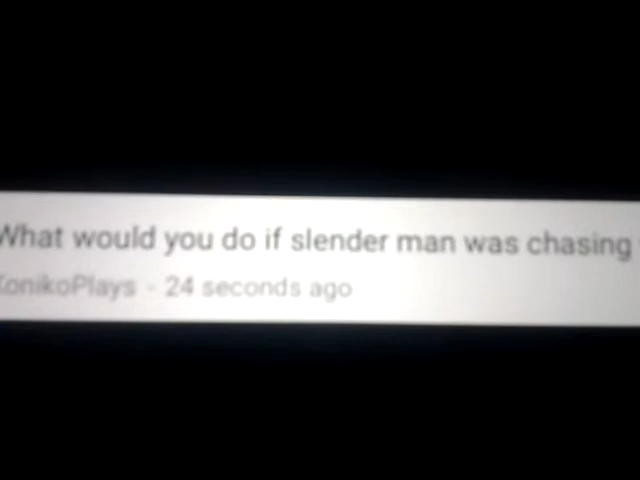 What would you do if slender man was chasing
KonikoPlays · 24 seconds ago